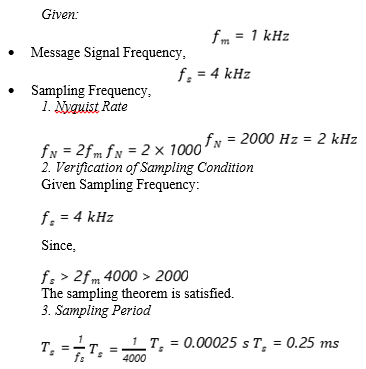 Given:
f_m = 1 kHz
• Message Signal Frequency,
f_s = 4 kHz
• Sampling Frequency,
1. Nyquist Rate
f_N = 2f_m f_N = 2 × 1000 f_N = 2000 Hz = 2 kHz
2. Verification of Sampling Condition
Given Sampling Frequency:
f_s = 4 kHz
Since,
f_s > 2f_m 4000 > 2000
The sampling theorem is satisfied.
3. Sampling Period
T_s = 1/f_s T_s = 1/4000 T_s = 0.00025 s T_s = 0.25 ms